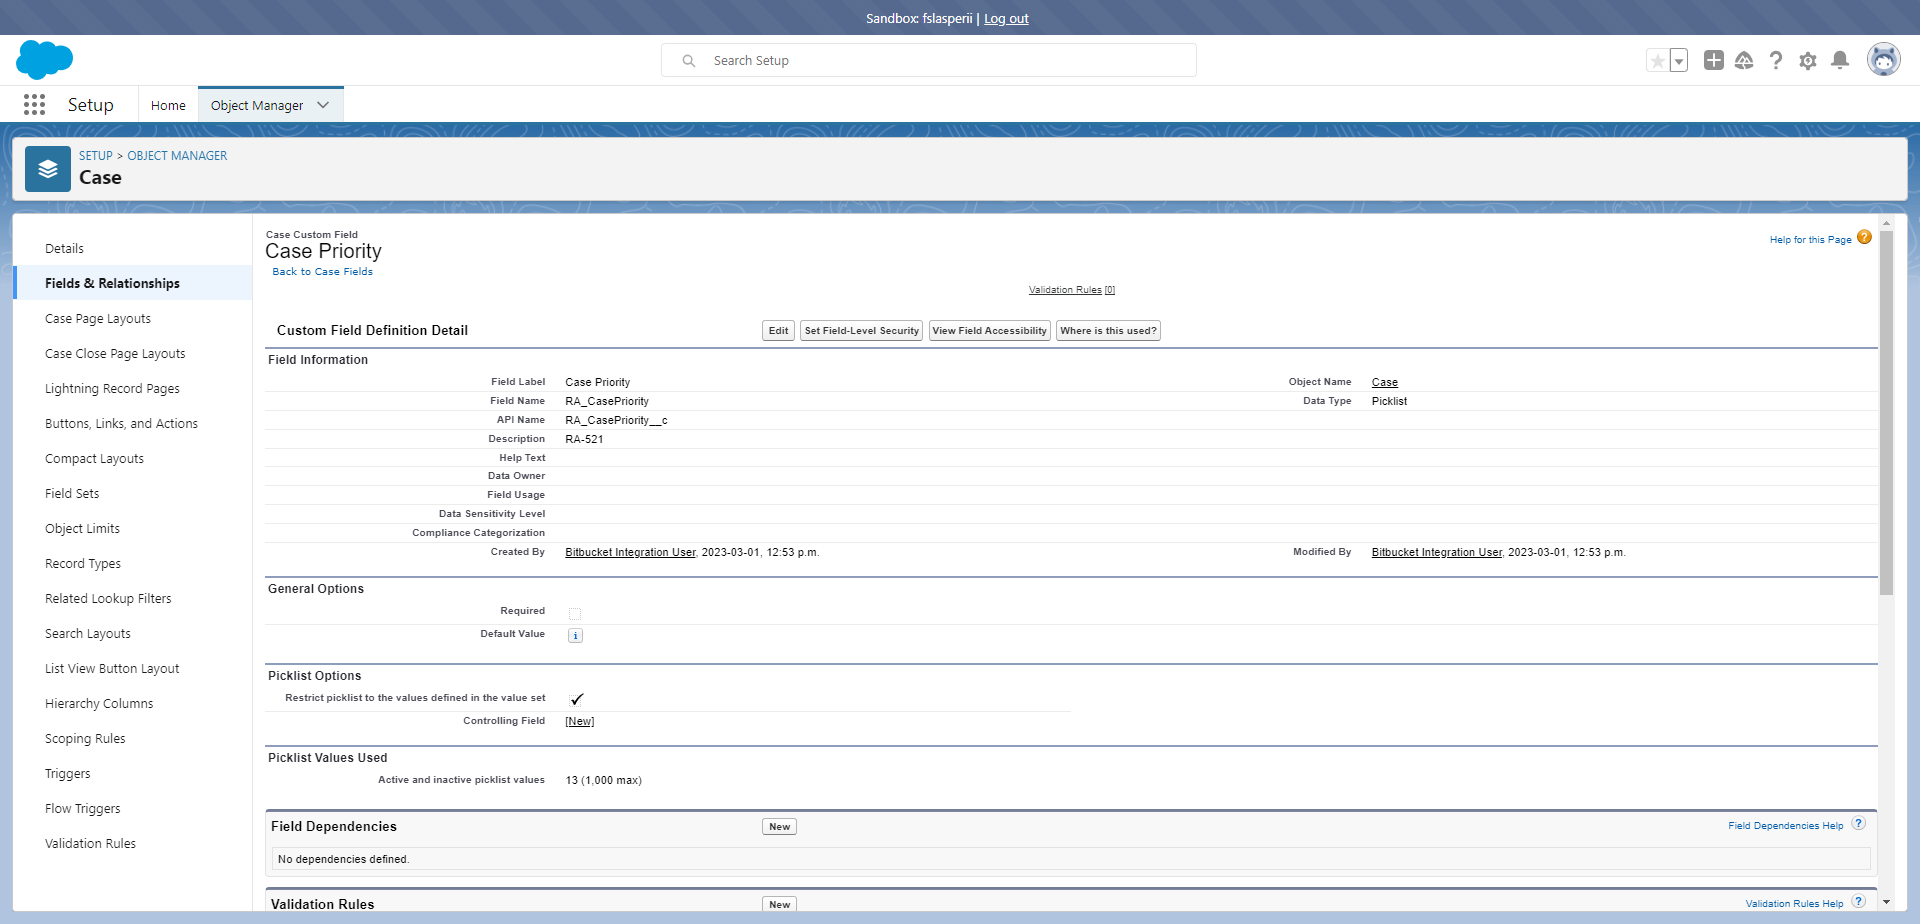 Sandbox: fslasperii | Log out
Search Setup
Setup
Home
Object Manager
SETUP > OBJECT MANAGER
Case
Details
Fields & Relationships
Case Page Layouts
Case Close Page Layouts
Lightning Record Pages
Buttons, Links, and Actions
Compact Layouts
Field Sets
Object Limits
Record Types
Related Lookup Filters
Search Layouts
List View Button Layout
Hierarchy Columns
Scoping Rules
Triggers
Flow Triggers
Validation Rules
Case Custom Field
Case Priority
Back to Case Fields
Help for this Page ?
Validation Rules [0]
Custom Field Definition Detail
Edit Set Field-Level Security View Field Accessibility Where is this used?
Field Information
Field Label Case Priority Object Name Case
Field Name RA_CasePriority Data Type Picklist
API Name RA_CasePriority__c
Description RA-521
Help Text
Data Owner
Field Usage
Data Sensitivity Level
Compliance Categorization
Created By Bitbucket Integration User, 2023-03-01, 12:53 p.m. Modified By Bitbucket Integration User, 2023-03-01, 12:53 p.m.
General Options
Required
Default Value i
Picklist Options
Restrict picklist to the values defined in the value set
Controlling Field [New]
Picklist Values Used
Active and inactive picklist values 13 (1,000 max)
Field Dependencies New Field Dependencies Help ?
No dependencies defined.
Validation Rules New Validation Rules Help ?